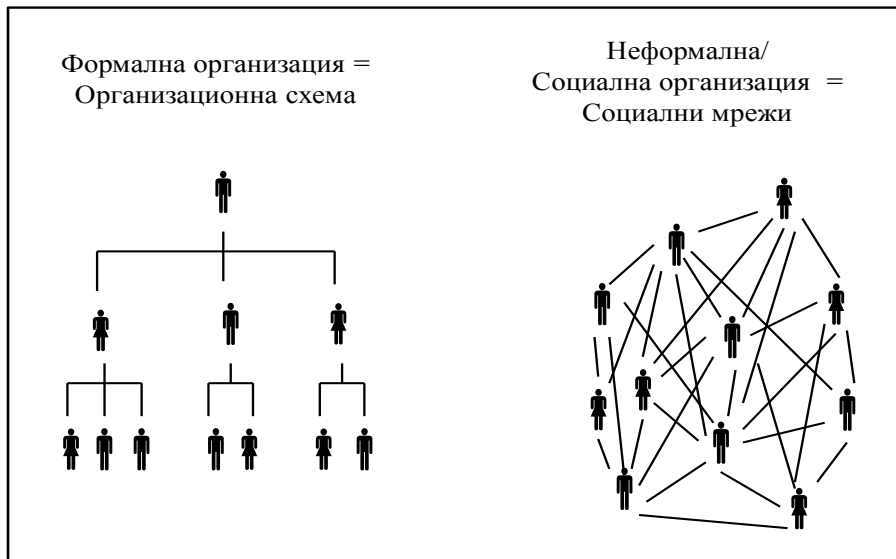 Формална организация =
Организационна схема
Неформална/
Социална организация =
Социални мрежи